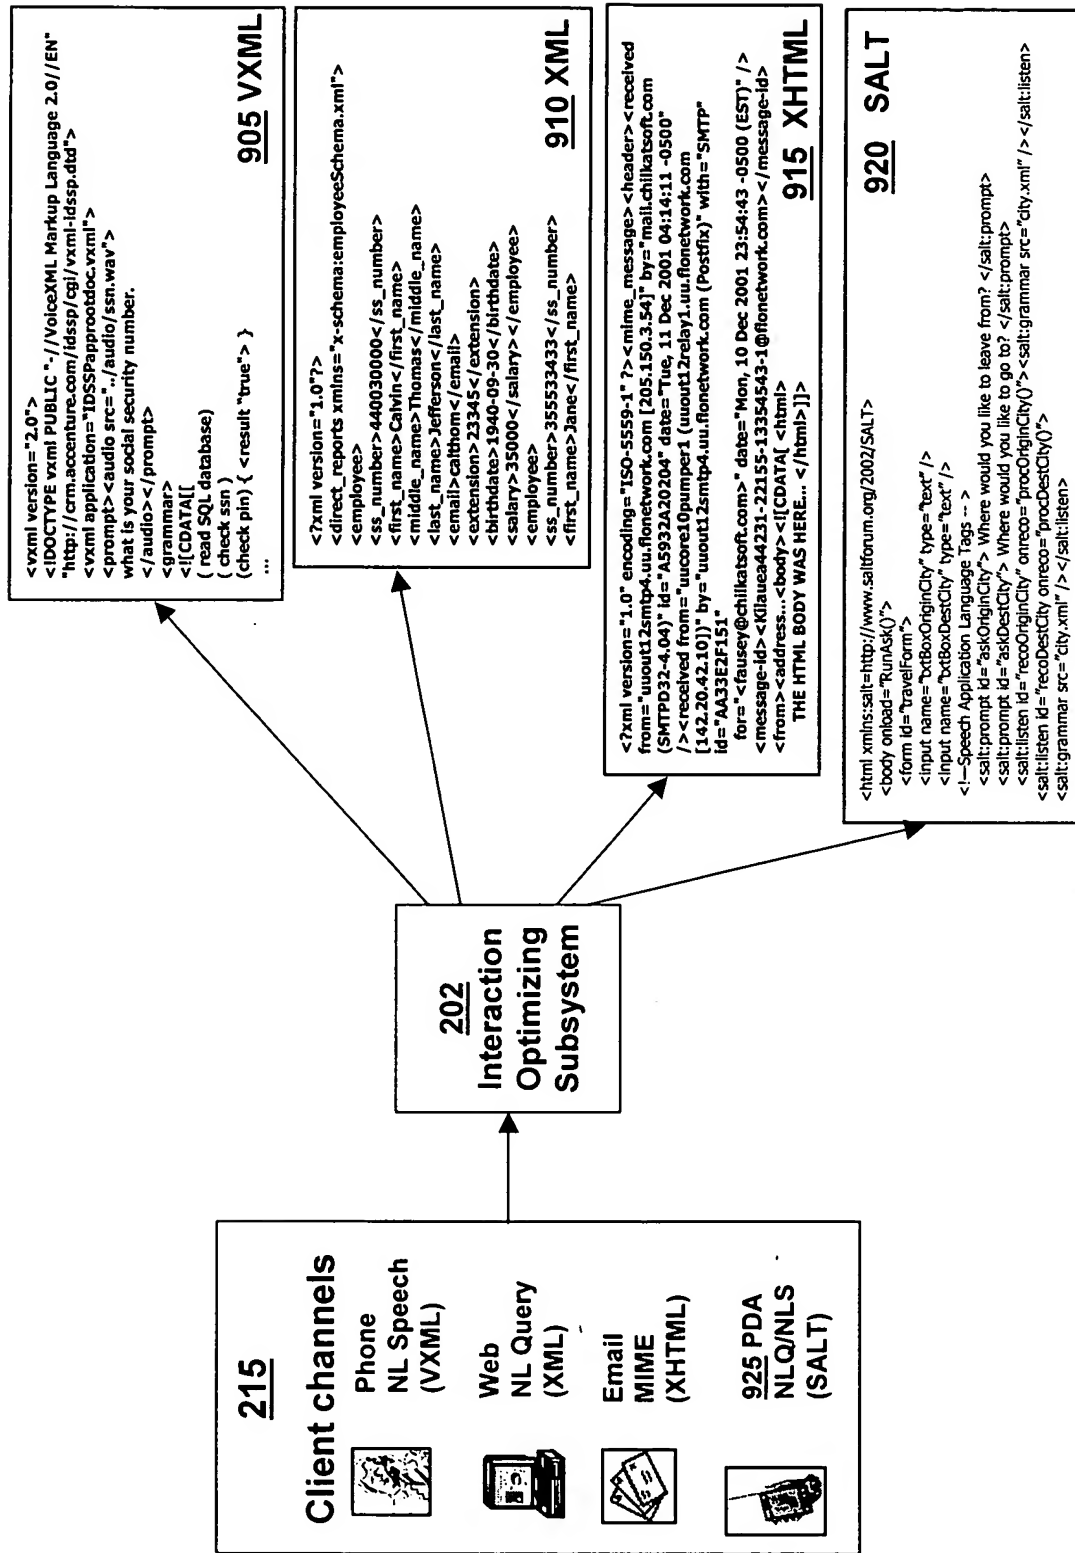 215
Client channels
Phone
NL Speech
(VXML)
Web
NL Query
(XML)
Email
MIME
(XHTML)
925 PDA
NLQ/NLS
(SALT)
202
Interaction
Optimizing
Subsystem
<vxml version="2.0">
<!DOCTYPE vxml PUBLIC "-//VoiceXML Markup Language 2.0//EN"
"http://crm.accenture.com/idssp/cgi/vxml-idssp.dtd">
<vxml application="IDSSPapprootdoc.vxml">
<prompt><audio src="../audio/ssn.wav">
what is your social security number.
</audio></prompt>
<grammar>
<![CDATA[[
( read SQL database)
( check ssn )
(check pin) { <result "true"> }
...
905 VXML
<?xml version="1.0"?>
<direct_reports xmlns="x-schema:employeeSchema.xml">
<employee>
<ss_number>440030000</ss_number>
<first_name>Calvin</first_name>
<middle_name>Thomas</middle_name>
<last_name>Jefferson</last_name>
<email>calthom</email>
<extension>23345</extension>
<birthdate>1940-09-30</birthdate>
<salary>35000</salary></employee>
<employee>
<ss_number>355533433</ss_number>
<first_name>Jane</first_name>
910 XML
<?xml version="1.0" encoding="ISO-5559-1" ?><mime_message><header><received
from="uuout12smtp4.uu.flonetwork.com [205.150.3.54]" by="mail.chilkatsoft.com
(SMTPD32-4.04)" id="A5932A20204" date="Tue, 11 Dec 2001 04:14:11 -0500"
/><received from="uucore10pumper1 (uuout12relay1.uu.flonetwork.com
[142.20.42.10])" by="uuout12smtp4.uu.flonetwork.com (Postfix)" with="SMTP"
id="AA33E2F151"
for="<fausey@chilkatsoft.com>" date="Mon, 10 Dec 2001 23:54:43 -0500 (EST)" />
<message-id><Kilauea44231-22155-13354543-1@flonetwork.com></message-id>
<from><address...<body><![CDATA[ <html>
THE HTML BODY WAS HERE... </html>]]>
915 XHTML
<html xmlns:salt=http://www.saltforum.org/2002/SALT>
<body onload="RunAsk()">
<form id="travelForm">
<input name="txtBoxOriginCity" type="text" />
<input name="txtBoxDestCity" type="text" />
<!—Speech Application Language Tags -- >
<salt:prompt id="askOriginCity"> Where would you like to leave from? </salt:prompt>
<salt:prompt id="askDestCity"> Where would you like to go to? </salt:prompt>
<salt:listen id="recoOriginCity" onreco="procOriginCity()"><salt:grammar src="city.xml" /></salt:listen>
<salt:listen id="recoDestCity onreco="procDestCity()">
<salt:grammar src="city.xml" /></salt:listen>
920 SALT